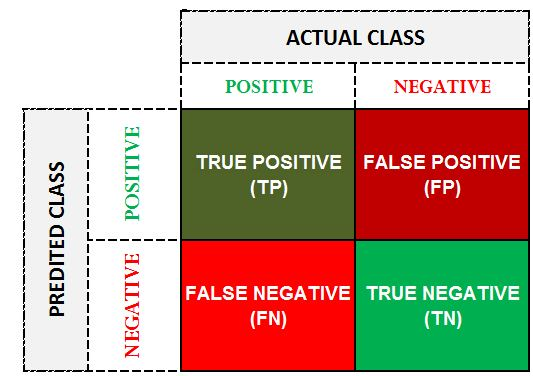 ACTUAL CLASS
POSITIVE
NEGATIVE
PREDITED CLASS
POSITIVE
TRUE POSITIVE
(TP)
FALSE POSITIVE
(FP)
NEGATIVE
FALSE NEGATIVE
(FN)
TRUE NEGATIVE
(TN)